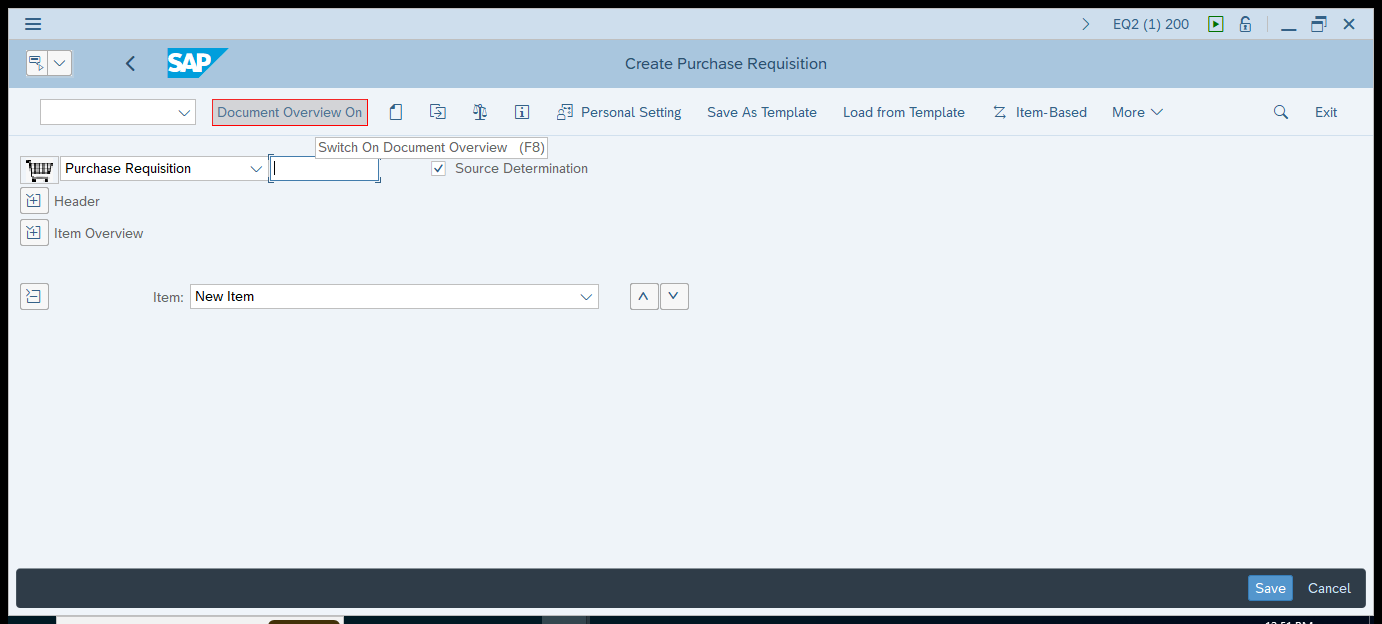 EQ2 (1) 200
SAP
Create Purchase Requisition
Document Overview On
Personal Setting
Save As Template
Load from Template
Item-Based
More
Exit
Switch On Document Overview (F8)
Purchase Requisition
Source Determination
Header
Item Overview
Item: New Item
Save
Cancel